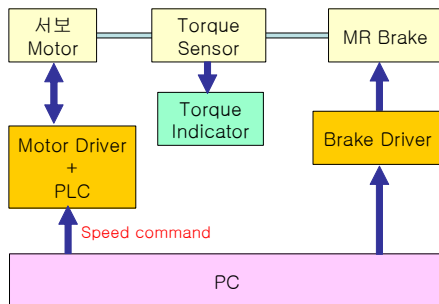 서보
Motor
Torque
Sensor
MR Brake
Torque
Indicator
Motor Driver
+
PLC
Brake Driver
Speed command
PC